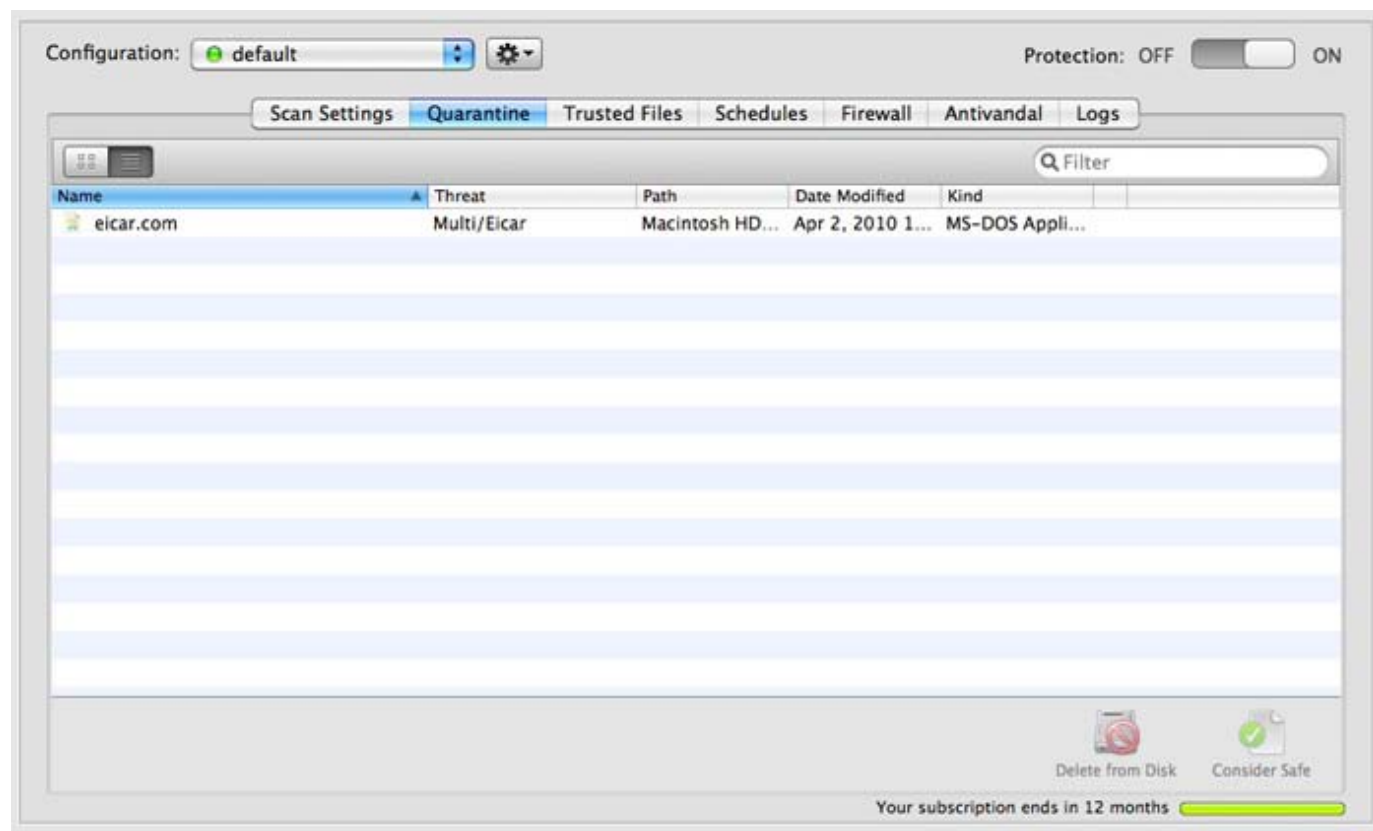 Configuration: default Protection: OFF ON
Scan Settings Quarantine Trusted Files Schedules Firewall Antivandal Logs
Filter
Name Threat Path Date Modified Kind
eicar.com Multi/Eicar Macintosh HD... Apr 2, 2010 1... MS-DOS Appli...
Delete from Disk Consider Safe
Your subscription ends in 12 months